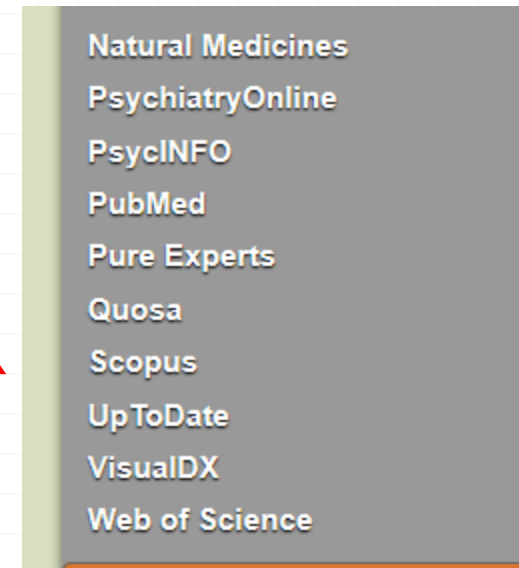 Natural Medicines
PsychiatryOnline
PsycINFO
PubMed
Pure Experts
Quosa
Scopus
UpToDate
VisualDX
Web of Science